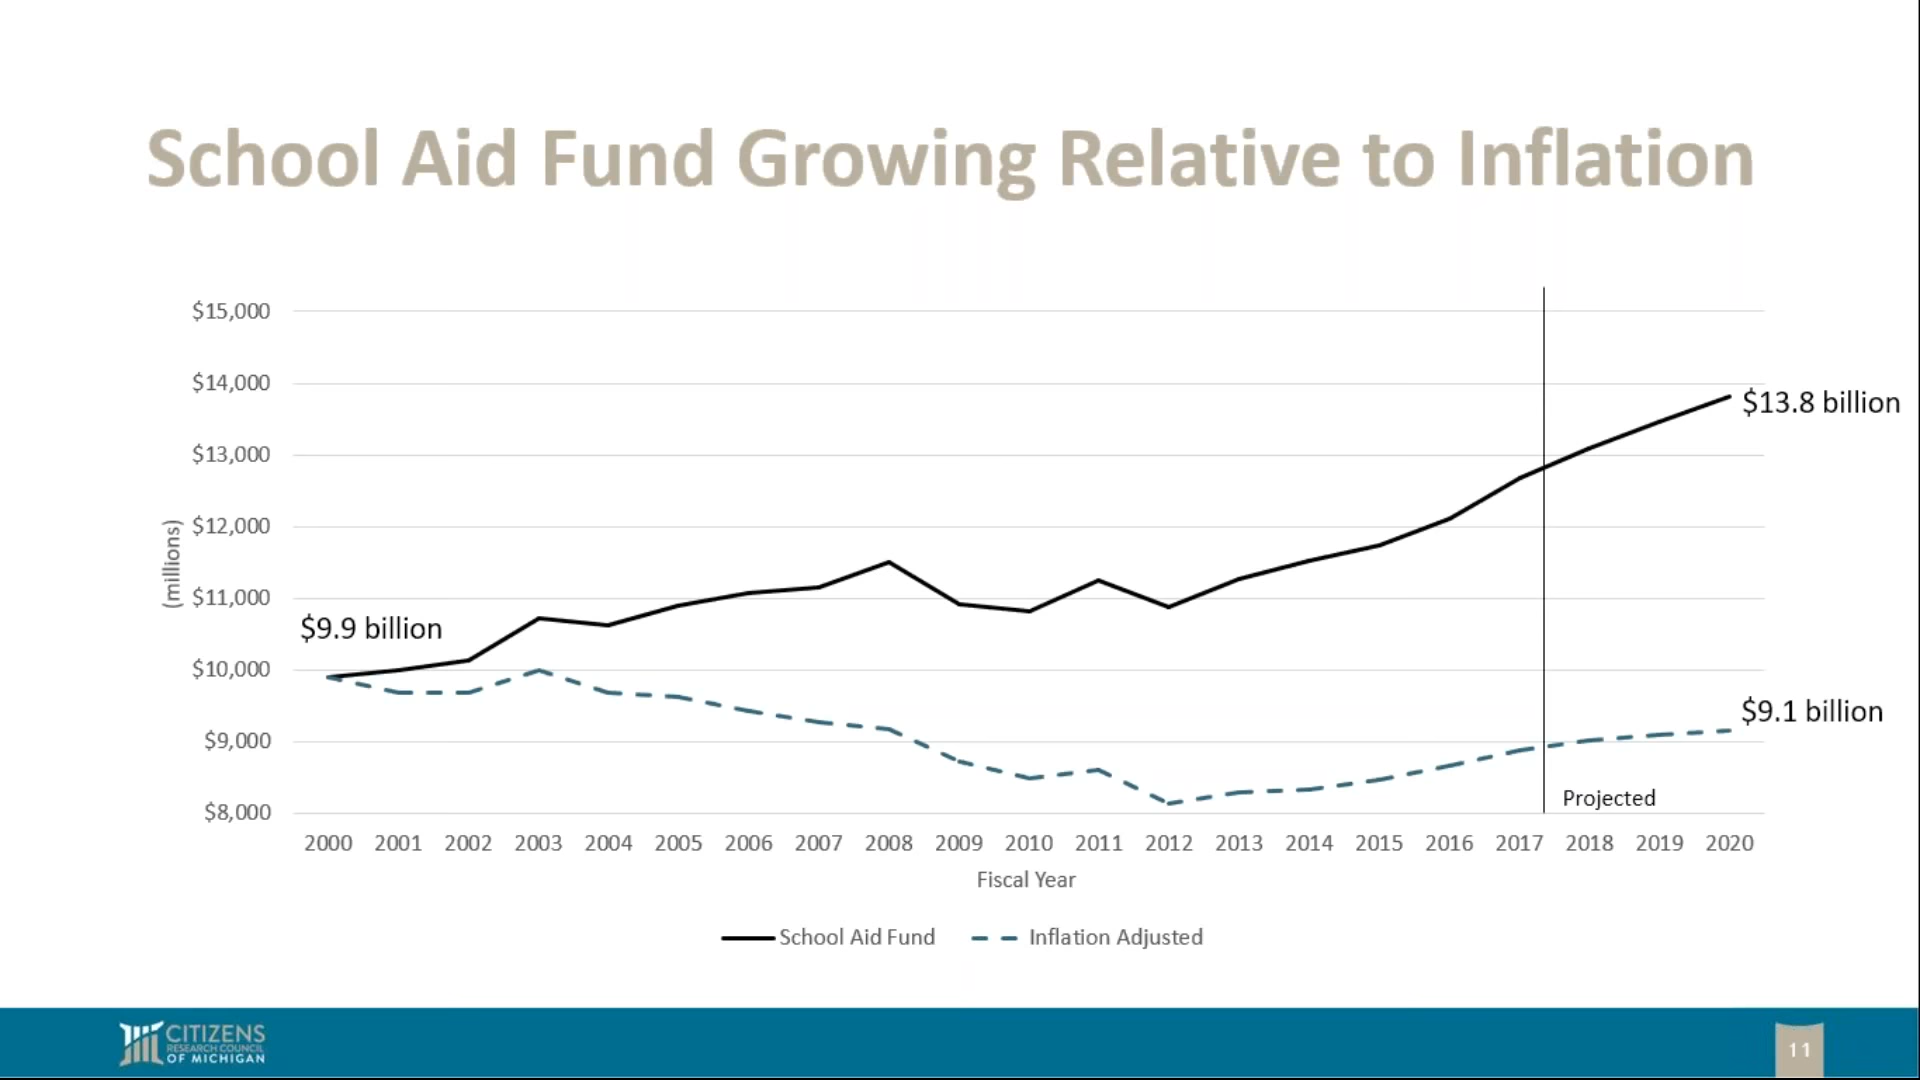 School Aid Fund Growing Relative to Inflation
$15,000
$14,000
$13,000
$12,000
$11,000
$10,000
$9,000
$8,000
(millions)
$9.9 billion
$13.8 billion
$9.1 billion
Projected
2000 2001 2002 2003 2004 2005 2006 2007 2008 2009 2010 2011 2012 2013 2014 2015 2016 2017 2018 2019 2020
Fiscal Year
School Aid Fund Inflation Adjusted
CITIZENS
RESEARCH COUNCIL
OF MICHIGAN
11